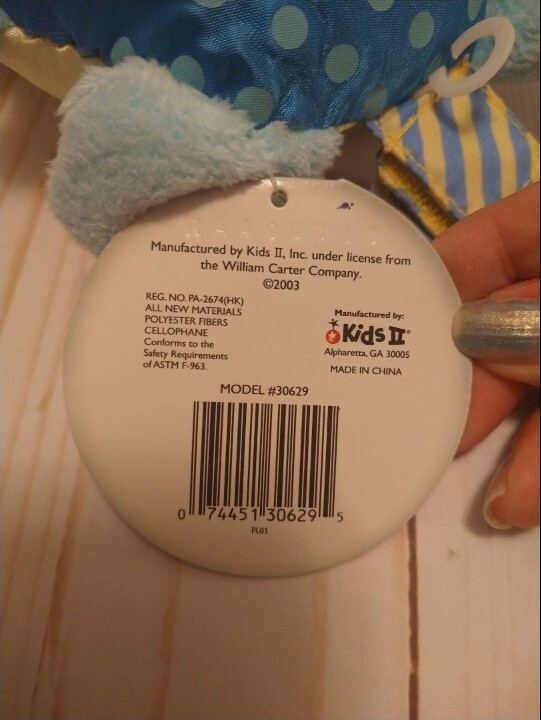 Manufactured by Kids II, Inc. under license from
the William Carter Company.
©2003
REG. NO. PA-2674(HK)
ALL NEW MATERIALS
POLYESTER FIBERS
CELLOPHANE
Conforms to the
Safety Requirements
of ASTM F-963.
Manufactured by:
Kids II®
Alpharetta, GA 30005
MADE IN CHINA
MODEL #30629
0 74451 30629 5
PL01